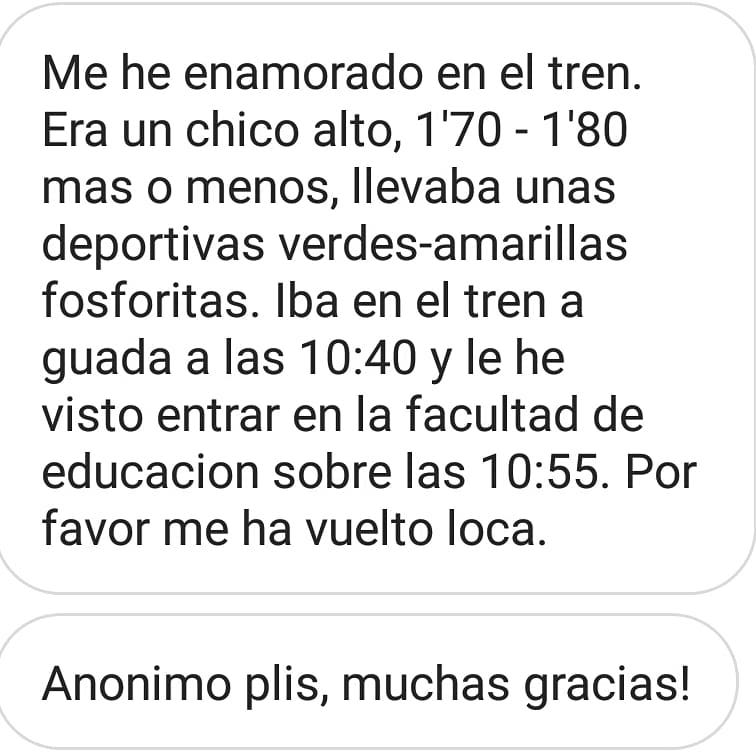 Me he enamorado en el tren.
Era un chico alto, 1'70 - 1'80
mas o menos, llevaba unas
deportivas verdes-amarillas
fosforitas. Iba en el tren a
guada a las 10:40 y le he
visto entrar en la facultad de
educacion sobre las 10:55. Por
favor me ha vuelto loca.
Anonimo plis, muchas gracias!